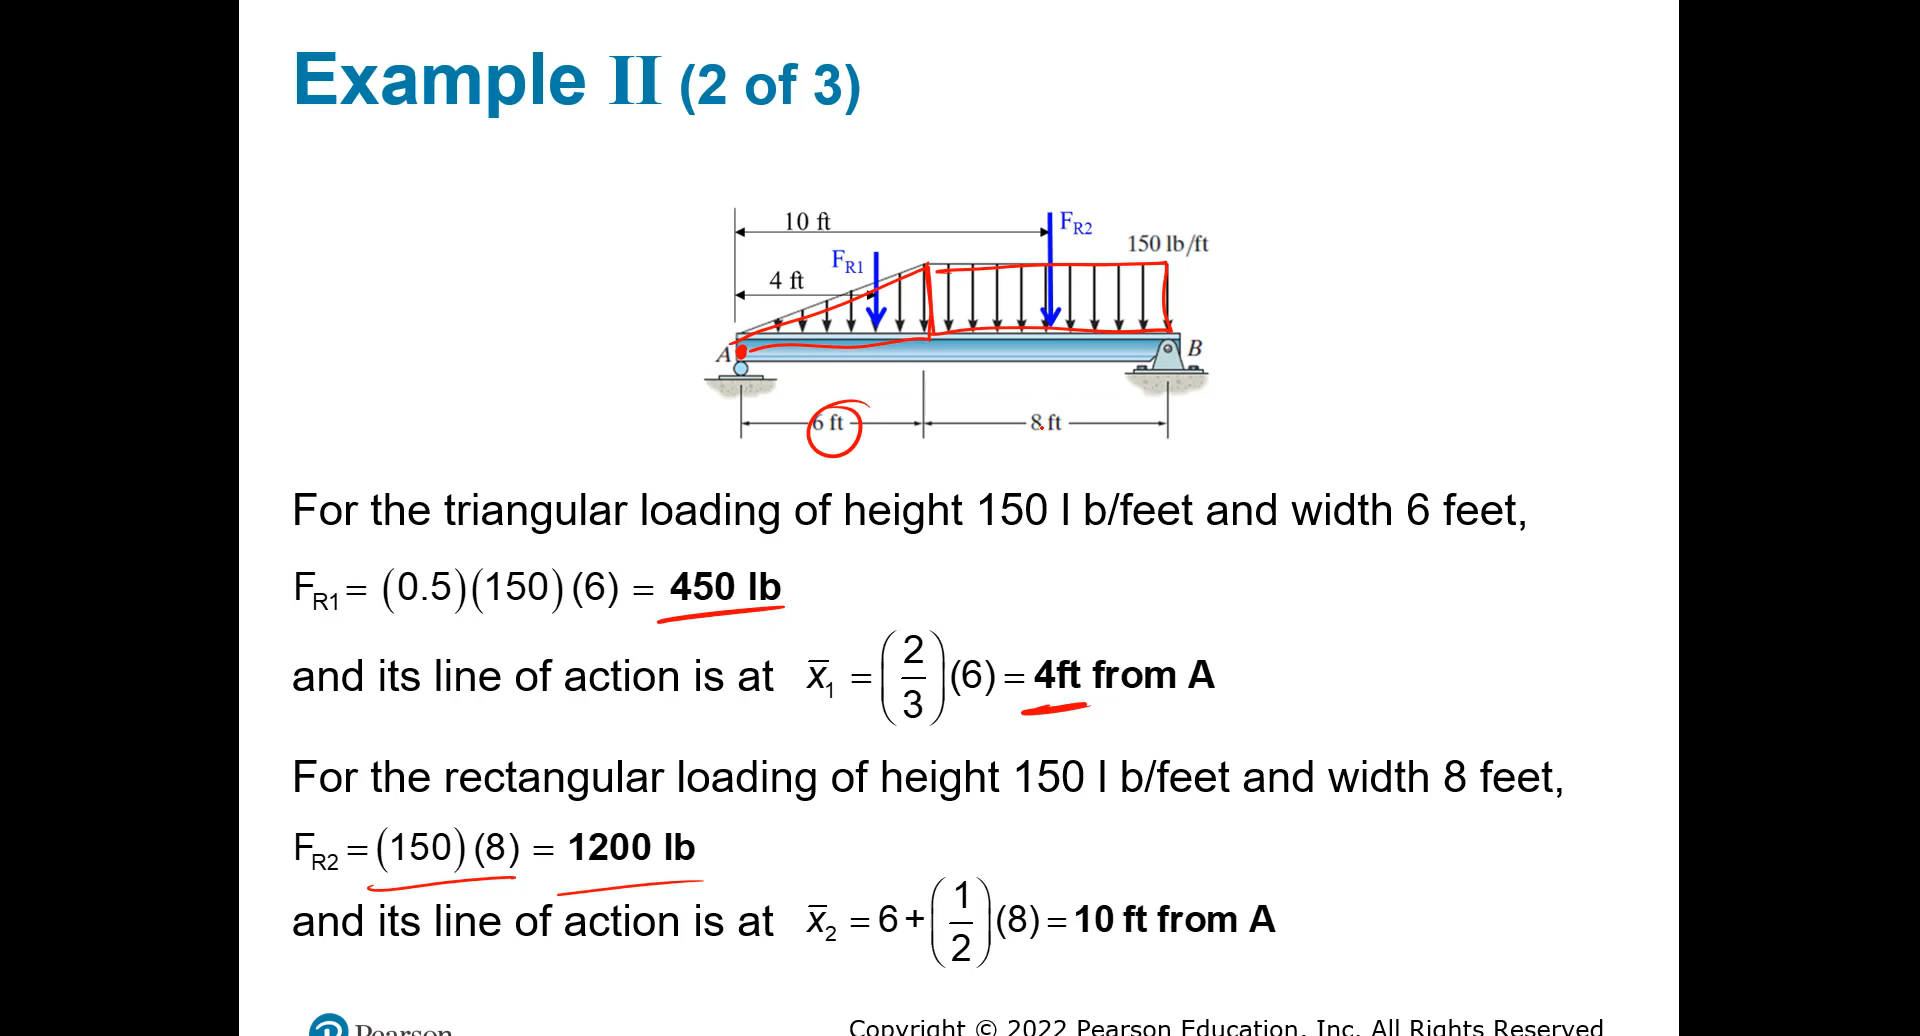 Example II (2 of 3)
10 ft
F_R2
150 lb/ft
F_R1
4 ft
A
B
6 ft
8 ft
For the triangular loading of height 150 l b/feet and width 6 feet,
F_R1 = (0.5)(150)(6) = 450 lb
and its line of action is at x̅₁ = (2/3)(6) = 4ft from A
For the rectangular loading of height 150 l b/feet and width 8 feet,
F_R2 = (150)(8) = 1200 lb
and its line of action is at x̅₂ = 6 + (1/2)(8) = 10 ft from A
Pearson
Copyright © 2022 Pearson Education, Inc. All Rights Reserved